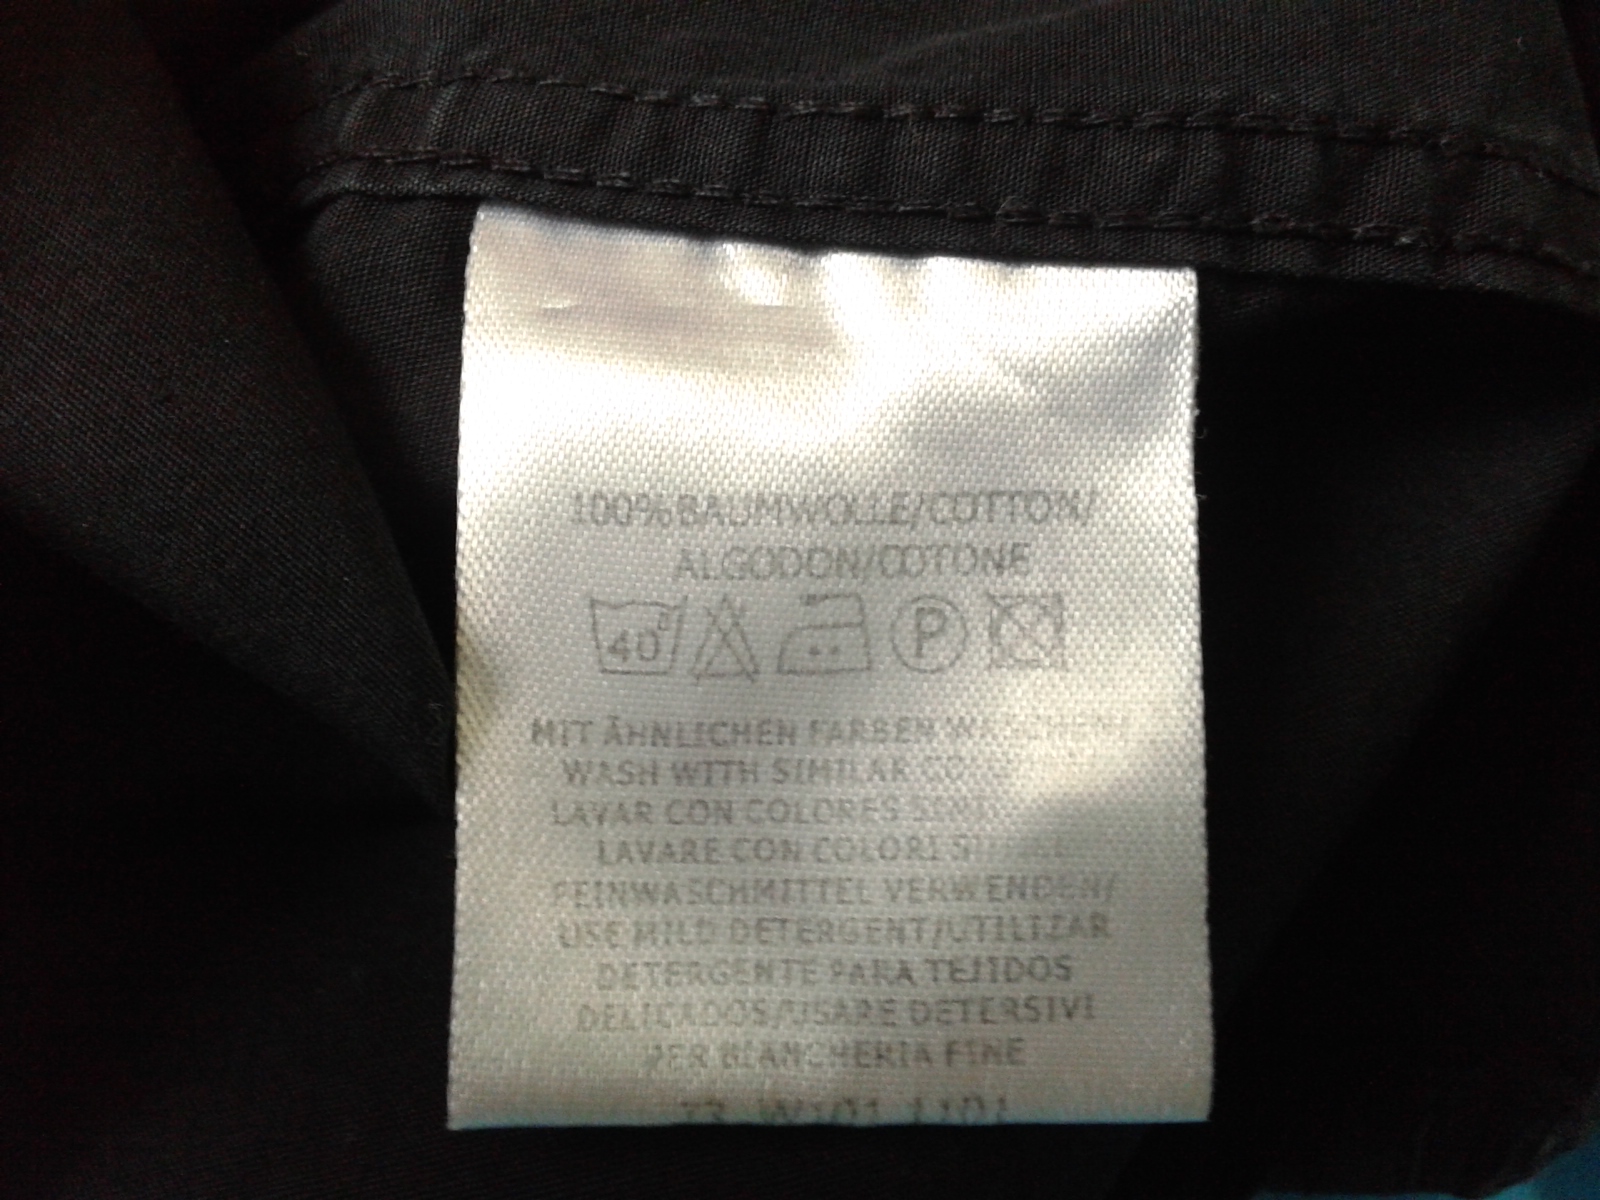 100% BAUMWOLLE/COTTON/
ALGODON/COTONE
40° P
MIT ÄHNLICHEN FARBEN WASCHEN/
WASH WITH SIMILAR
LAVAR CON COLORES
LAVARE CON COLORI
FEINWASCHMITTEL VERWENDEN/
USE MILD DETERGENT/UTILIZAR
DETERGENTE PARA TEJIDOS
DELICADOS/USARE DETERSIVI
PER BIANCHERIA FINE